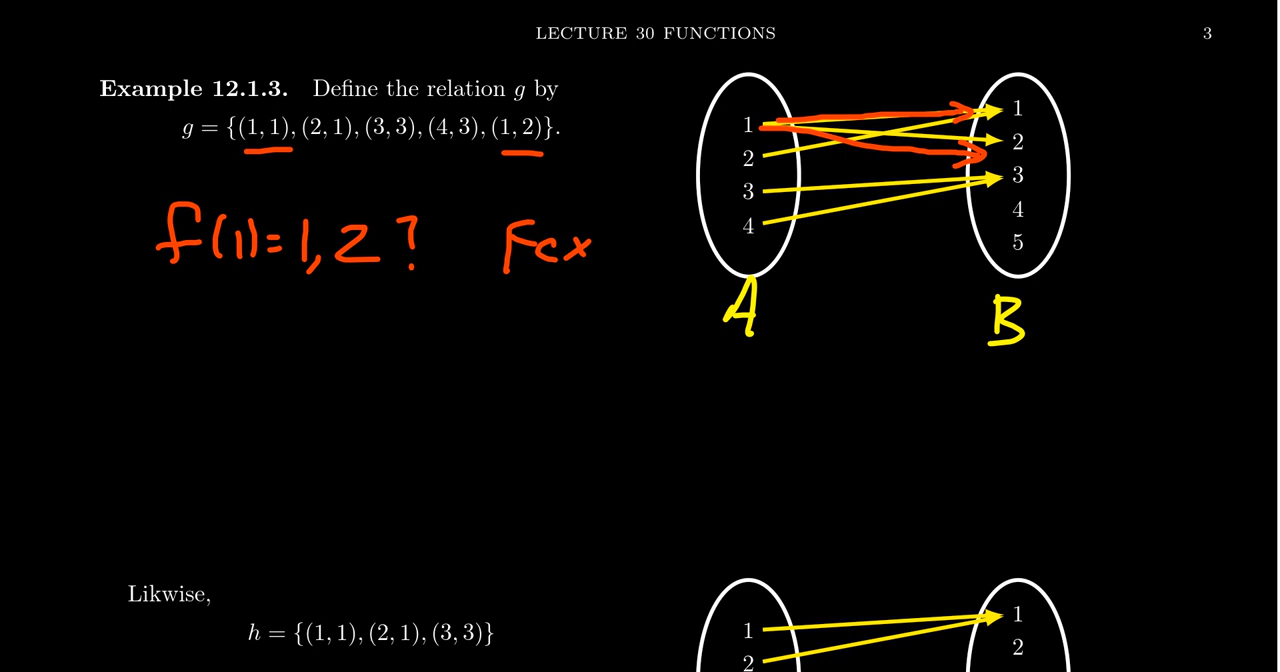 LECTURE 30 FUNCTIONS 3
Example 12.1.3. Define the relation g by
g = {(1, 1), (2, 1), (3, 3), (4, 3), (1, 2)}.
f(1)=1,2?
1
2
3
4
A
1
2
3
4
5
B
Likwise,
h = {(1, 1), (2, 1), (3, 3)}
1
2
1
2